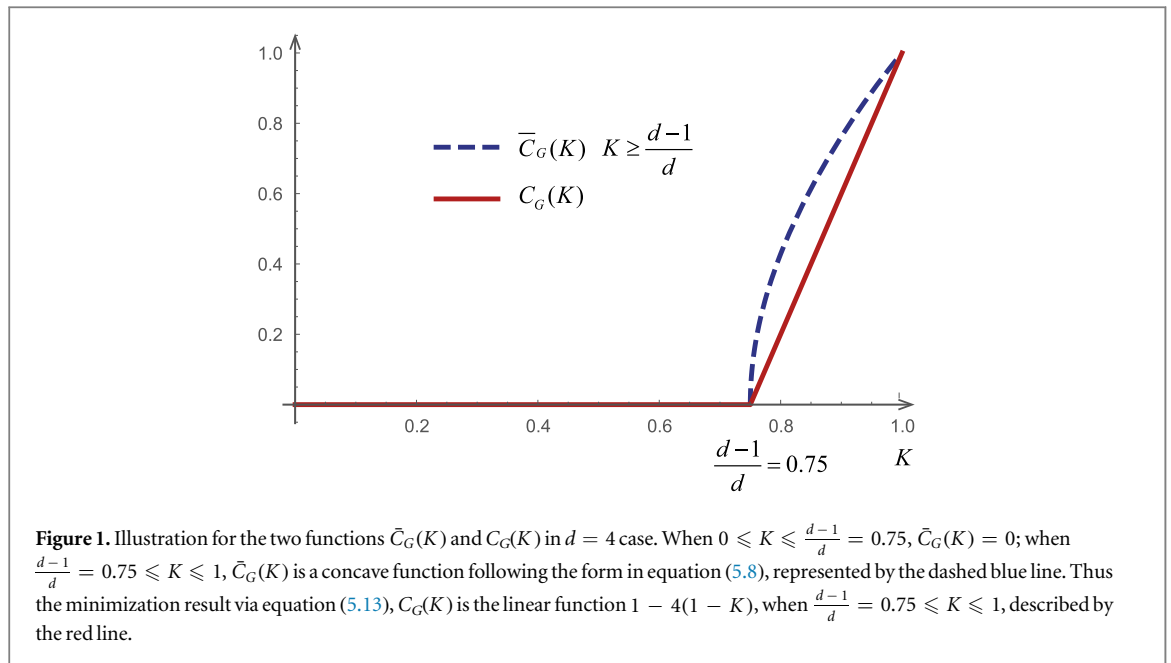 1.0
0.8
0.6
0.4
0.2
C̅_G(K) K ≥ (d−1)/d
C_G(K)
0.2 0.4 0.6 0.8 1.0
(d−1)/d = 0.75 K
Figure 1. Illustration for the two functions C̄_G(K) and C_G(K) in d = 4 case. When 0 ⩽ K ⩽ (d−1)/d = 0.75, C̄_G(K) = 0; when
(d−1)/d = 0.75 ⩽ K ⩽ 1, C̄_G(K) is a concave function following the form in equation (5.8), represented by the dashed blue line. Thus
the minimization result via equation (5.13), C_G(K) is the linear function 1 − 4(1 − K), when (d−1)/d = 0.75 ⩽ K ⩽ 1, described by
the red line.